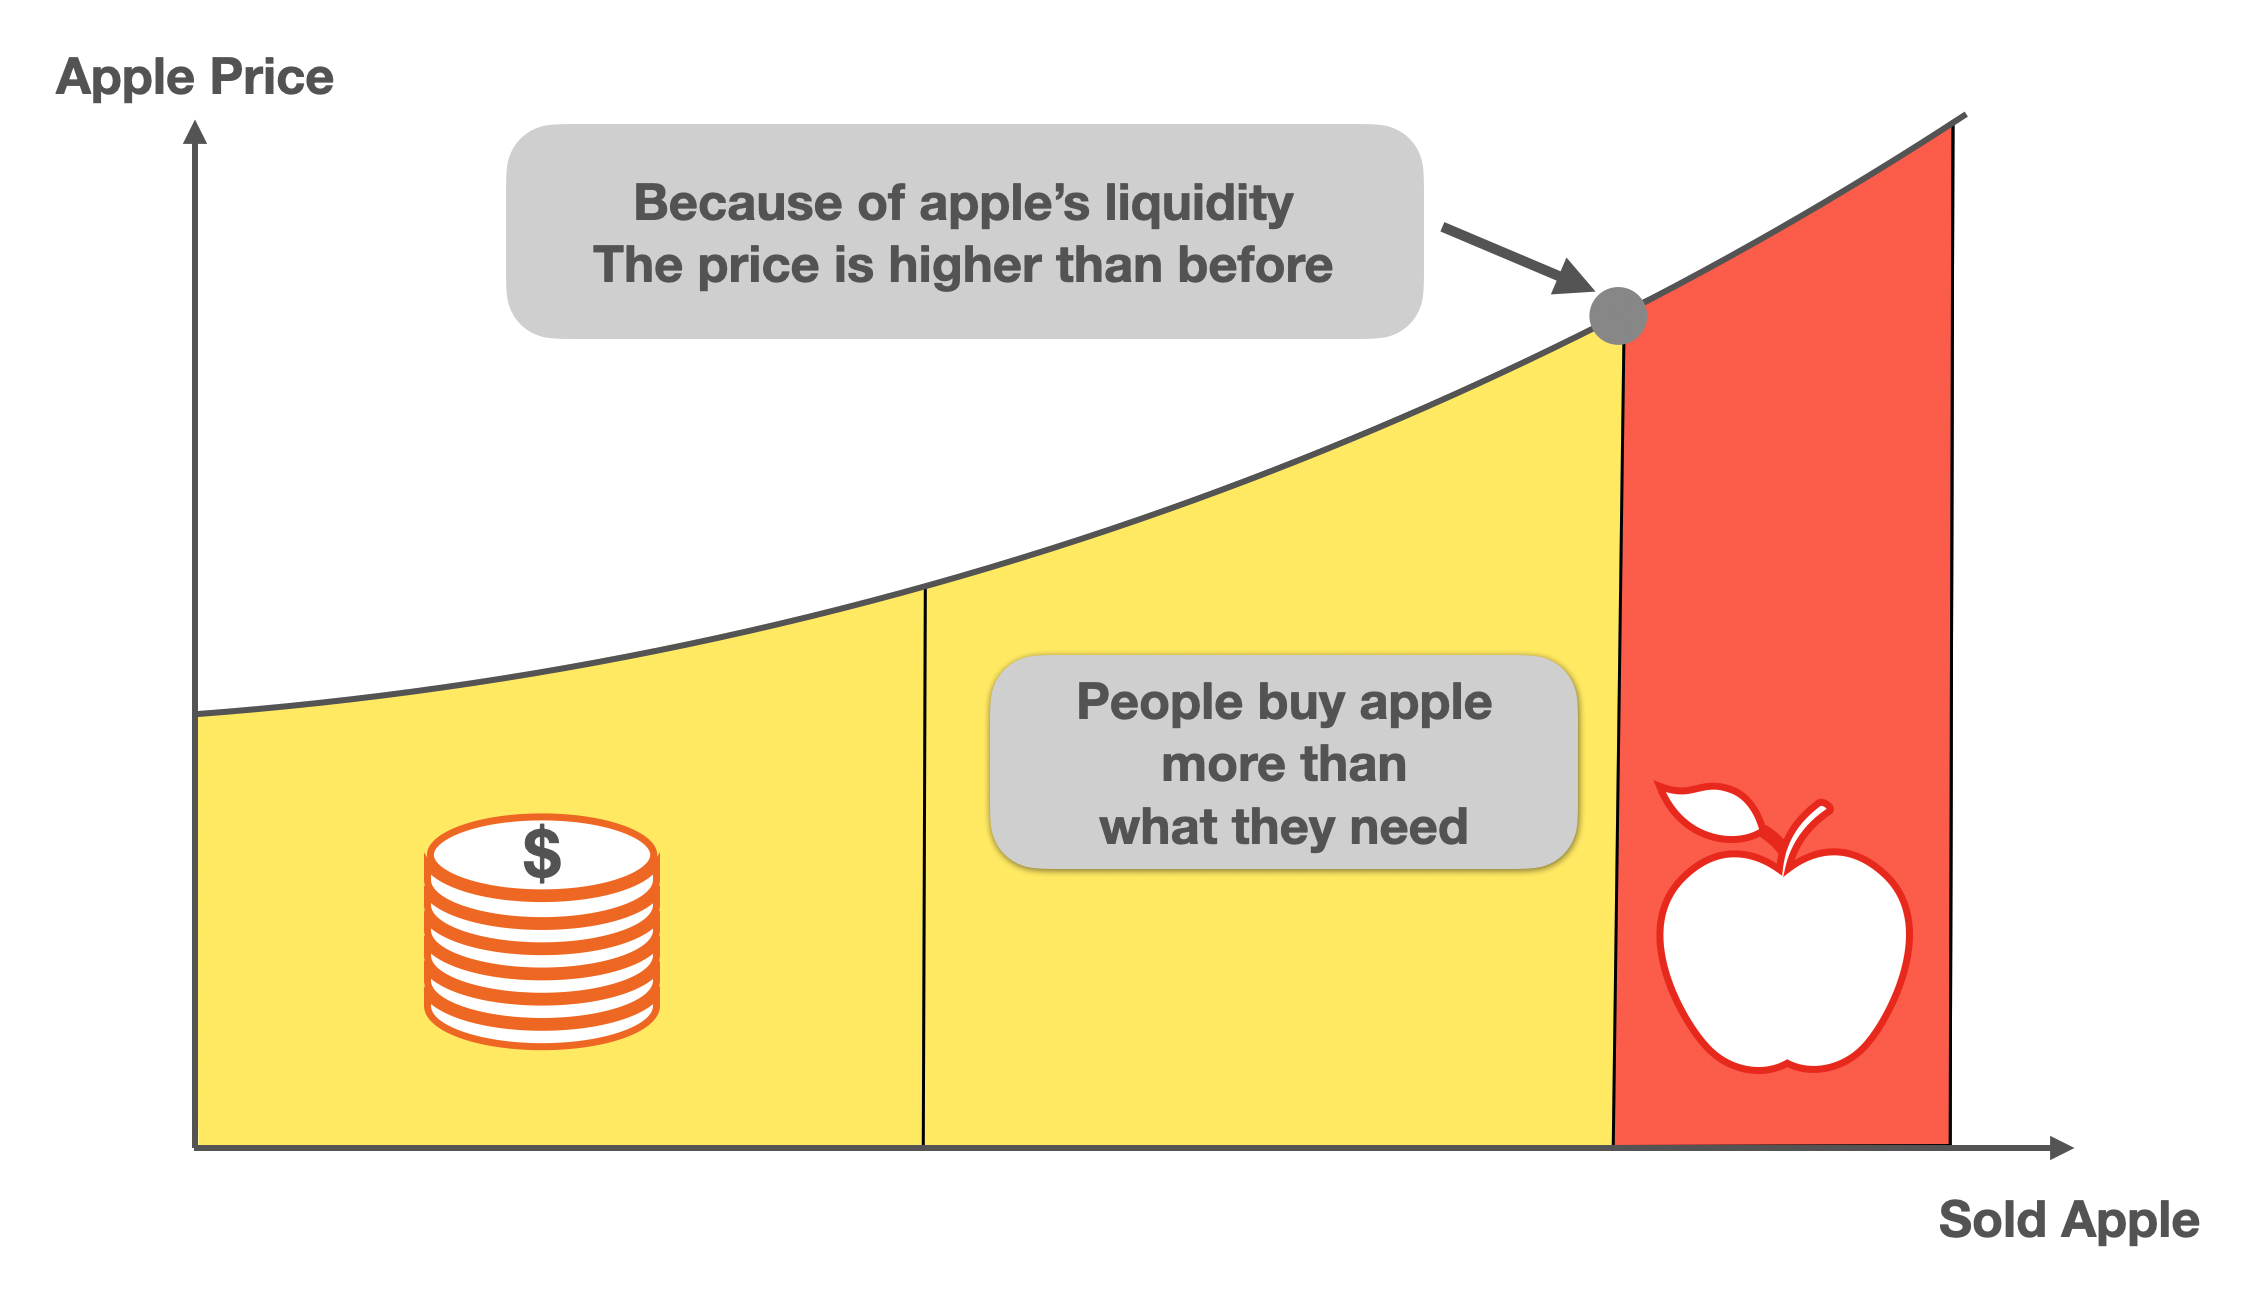 Apple Price
Because of apple’s liquidity
The price is higher than before
People buy apple
more than
what they need
$
Sold Apple